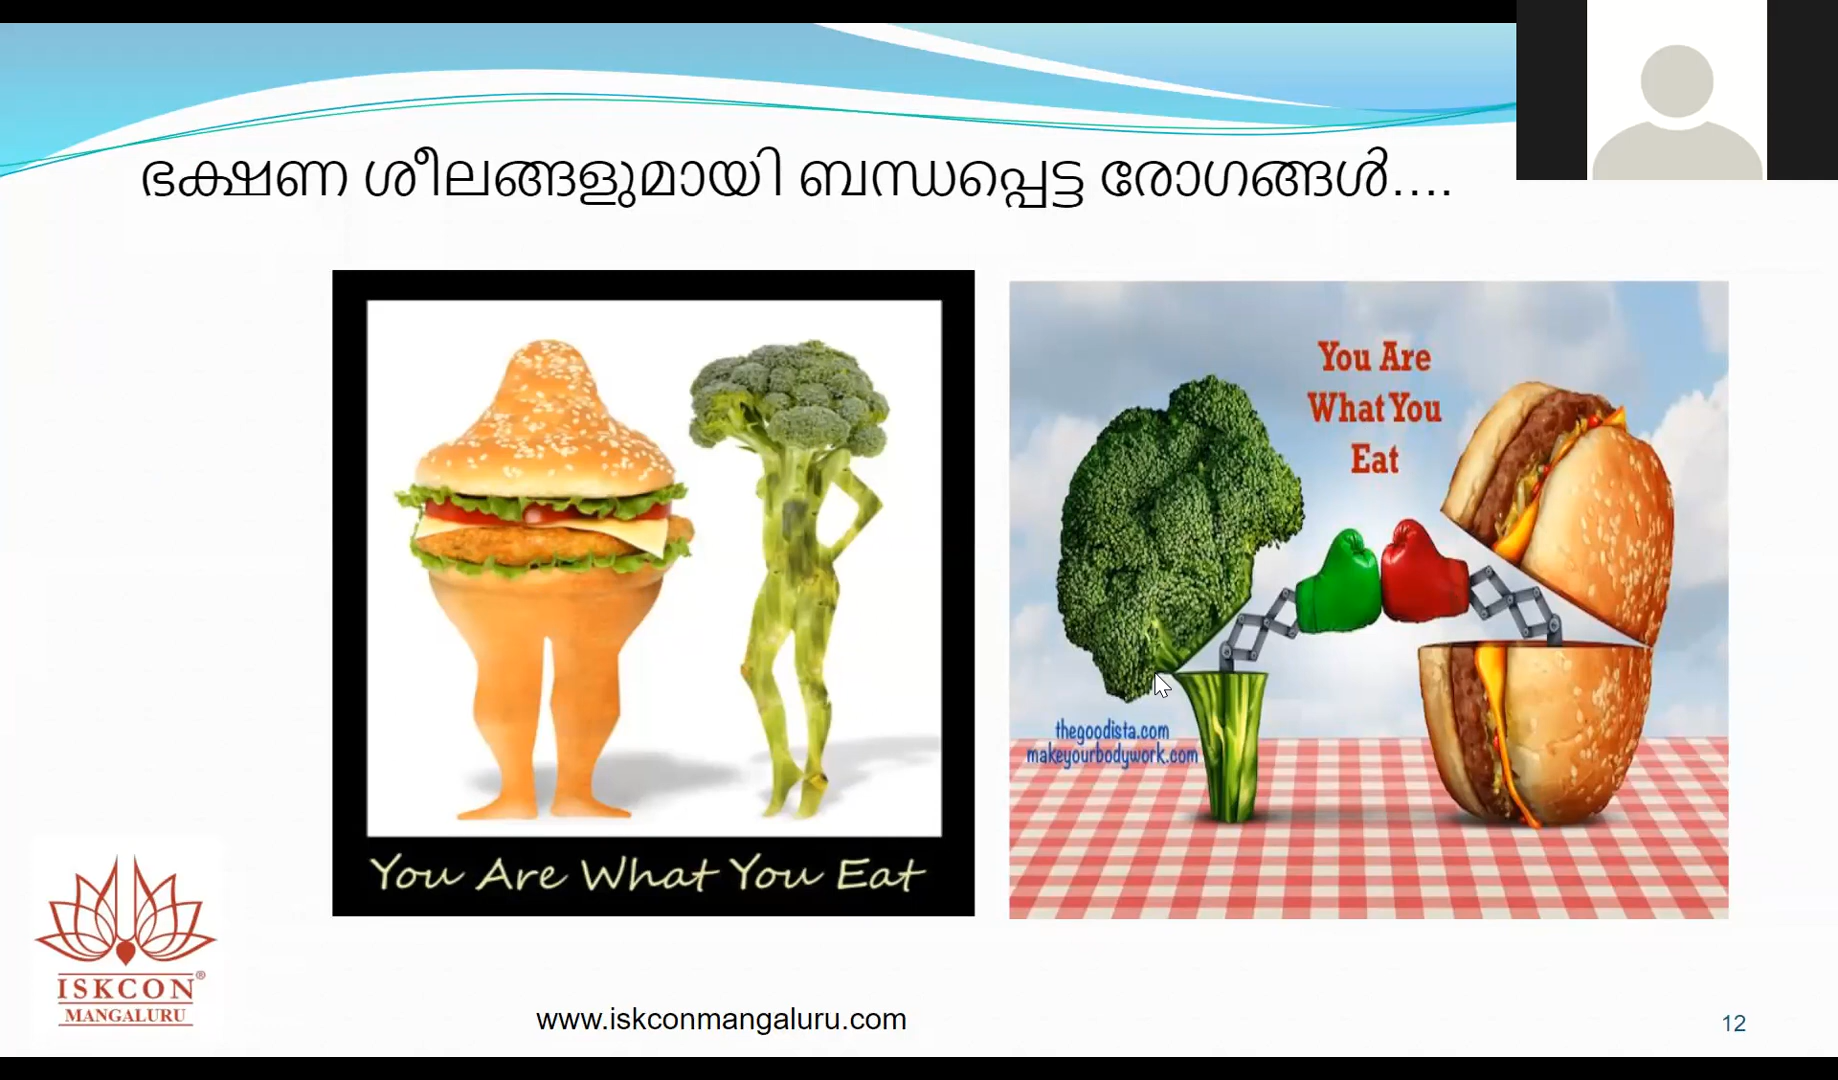 ഭക്ഷണ ശീലങ്ങളുമായി ബന്ധപ്പെട്ട രോഗങ്ങൾ....
You Are What You Eat
You Are
What You
Eat
thegoodista.com
makeyourbodywork.com
ISKCON®
MANGALURU
www.iskconmangaluru.com
12